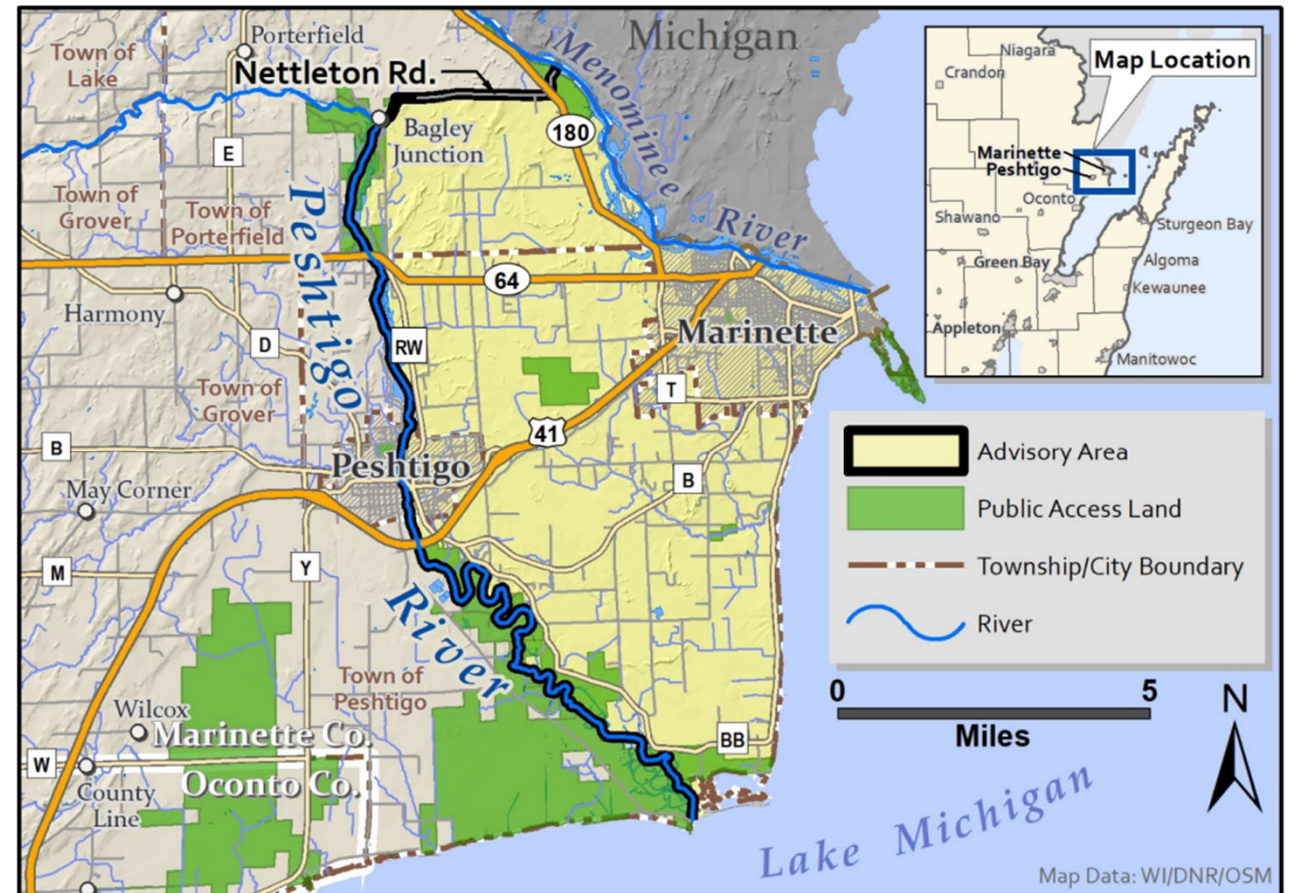 Porterfield
Town of
Lake
Nettleton Rd.
Michigan
Menominee
River
Bagley
Junction
180
E
Town of
Grover
Town of
Porterfield
Peshtigo
River
64
Harmony
D
RW
Marinette
Town of
Grover
T
41
B
Peshtigo
May Corner
B
M
Y
Town of
Peshtigo
Wilcox
Marinette Co.
W
Oconto Co.
County
Line
BB
Lake Michigan
Niagara
Map Location
Crandon
Marinette
Peshtigo
Oconto
Shawano
Sturgeon Bay
Green Bay
Algoma
Kewaunee
Appleton
Manitowoc
Advisory Area
Public Access Land
Township/City Boundary
River
0 5
Miles
N
Map Data: WI/DNR/OSM